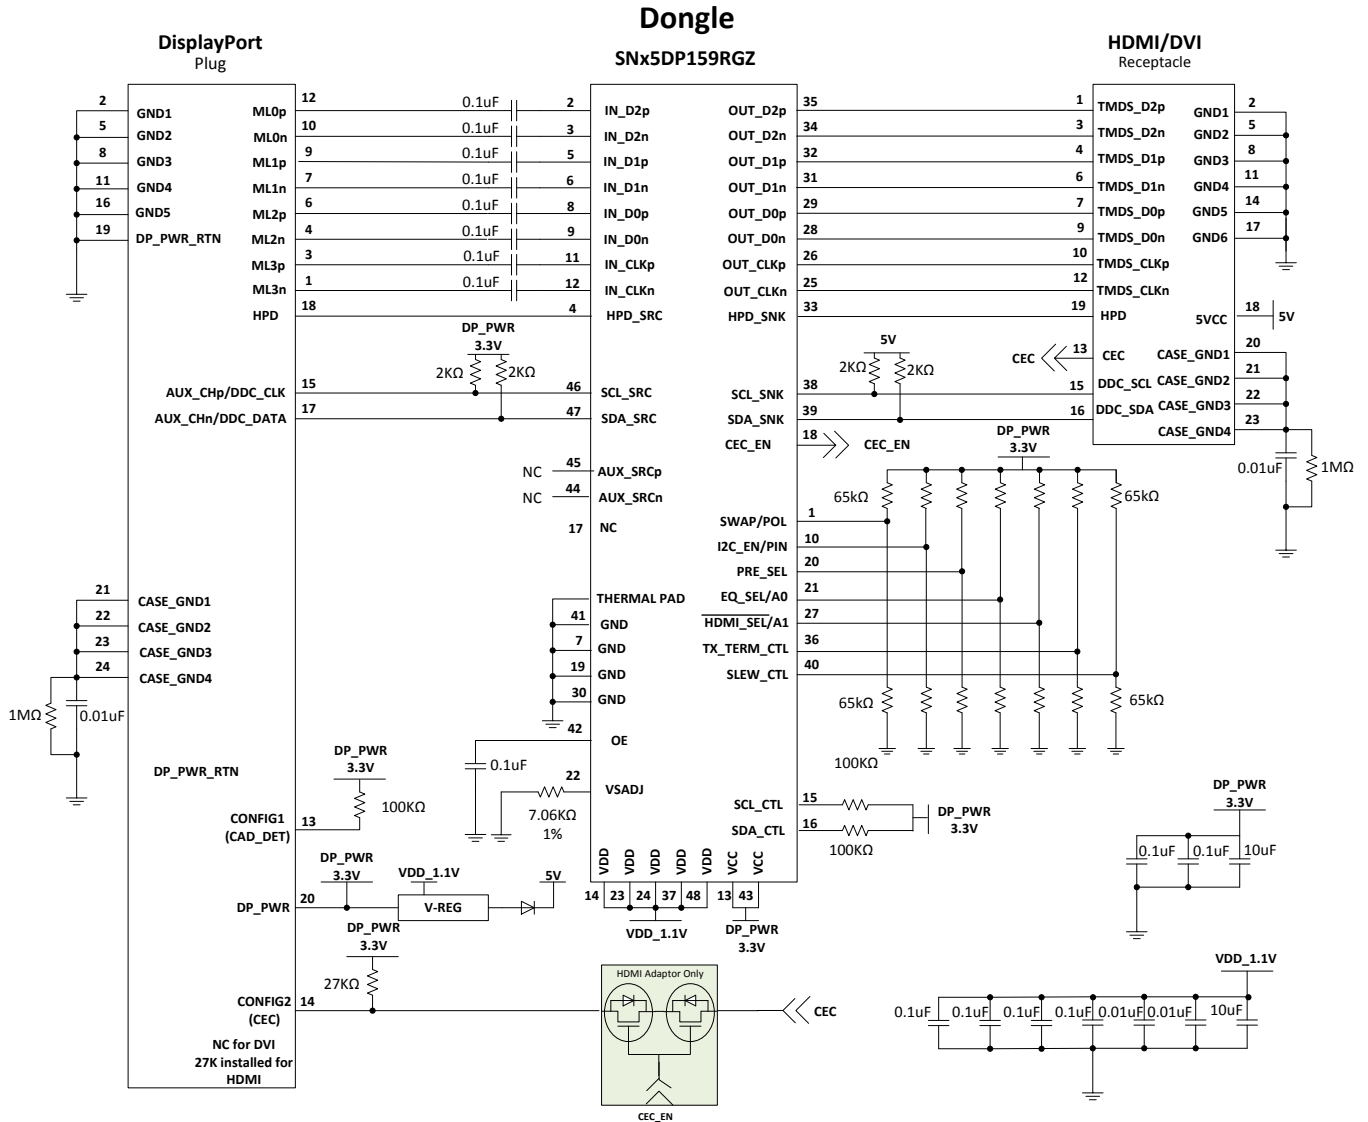 Dongle
DisplayPort
Plug
SNx5DP159RGZ
HDMI/DVI
Receptacle
2 GND1
5 GND2
8 GND3
11 GND4
16 GND5
19 DP_PWR_RTN
ML0p 12 0.1uF 2 IN_D2p
ML0n 10 0.1uF 3 IN_D2n
ML1p 9 0.1uF 5 IN_D1p
ML1n 7 0.1uF 6 IN_D1n
ML2p 6 0.1uF 8 IN_D0p
ML2n 4 0.1uF 9 IN_D0n
ML3p 3 0.1uF 11 IN_CLKp
ML3n 1 0.1uF 12 IN_CLKn
HPD 18 4 HPD_SRC
OUT_D2p 35 1 TMDS_D2p
OUT_D2n 34 3 TMDS_D2n
OUT_D1p 32 4 TMDS_D1p
OUT_D1n 31 6 TMDS_D1n
OUT_D0p 29 7 TMDS_D0p
OUT_D0n 28 9 TMDS_D0n
OUT_CLKp 26 10 TMDS_CLKp
OUT_CLKn 25 12 TMDS_CLKn
HPD_SNK 33 19 HPD
GND1 2
GND2 5
GND3 8
GND4 11
GND5 14
GND6 17
5VCC 18 5V
CASE_GND1 20
CASE_GND2 21
CASE_GND3 22
CASE_GND4 23
0.01uF 1MΩ
DP_PWR
3.3V
2KΩ 2KΩ
AUX_CHp/DDC_CLK 15 46 SCL_SRC
AUX_CHn/DDC_DATA 17 47 SDA_SRC
NC 45 AUX_SRCp
NC 44 AUX_SRCn
17 NC
5V
2KΩ 2KΩ
CEC 13 CEC
SCL_SNK 38 15 DDC_SCL
SDA_SNK 39 16 DDC_SDA
CEC_EN 18 CEC_EN
DP_PWR
3.3V
65kΩ 65kΩ
SWAP/POL 1
I2C_EN/PIN 10
PRE_SEL 20
EQ_SEL/A0 21
HDMI_SEL/A1 27
TX_TERM_CTL 36
SLEW_CTL 40
65kΩ 65kΩ
21 CASE_GND1
22 CASE_GND2
23 CASE_GND3
24 CASE_GND4
1MΩ 0.01uF
DP_PWR_RTN
THERMAL PAD
41 GND
7 GND
19 GND
30 GND
42 OE
0.1uF
22 VSADJ
7.06KΩ
1%
DP_PWR
3.3V
100KΩ
CONFIG1 13
(CAD_DET)
100KΩ
SCL_CTL 15
SDA_CTL 16
100KΩ
DP_PWR
3.3V
VDD VDD VDD VDD VDD VCC VCC
14 23 24 37 48 13 43
VDD_1.1V
DP_PWR
3.3V
DP_PWR
3.3V
VDD_1.1V
5V
DP_PWR 20
V-REG
DP_PWR
3.3V
27KΩ
CONFIG2 14
(CEC)
NC for DVI
27K installed for
HDMI
HDMI Adaptor Only
CEC
CEC_EN
DP_PWR
3.3V
0.1uF 0.1uF 10uF
VDD_1.1V
0.1uF 0.1uF 0.1uF 0.1uF 0.01uF 0.01uF 10uF